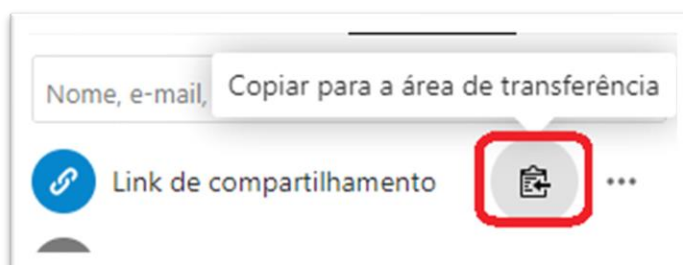 Copiar para a área de transferência
Nome, e-mail,
Link de compartilhamento